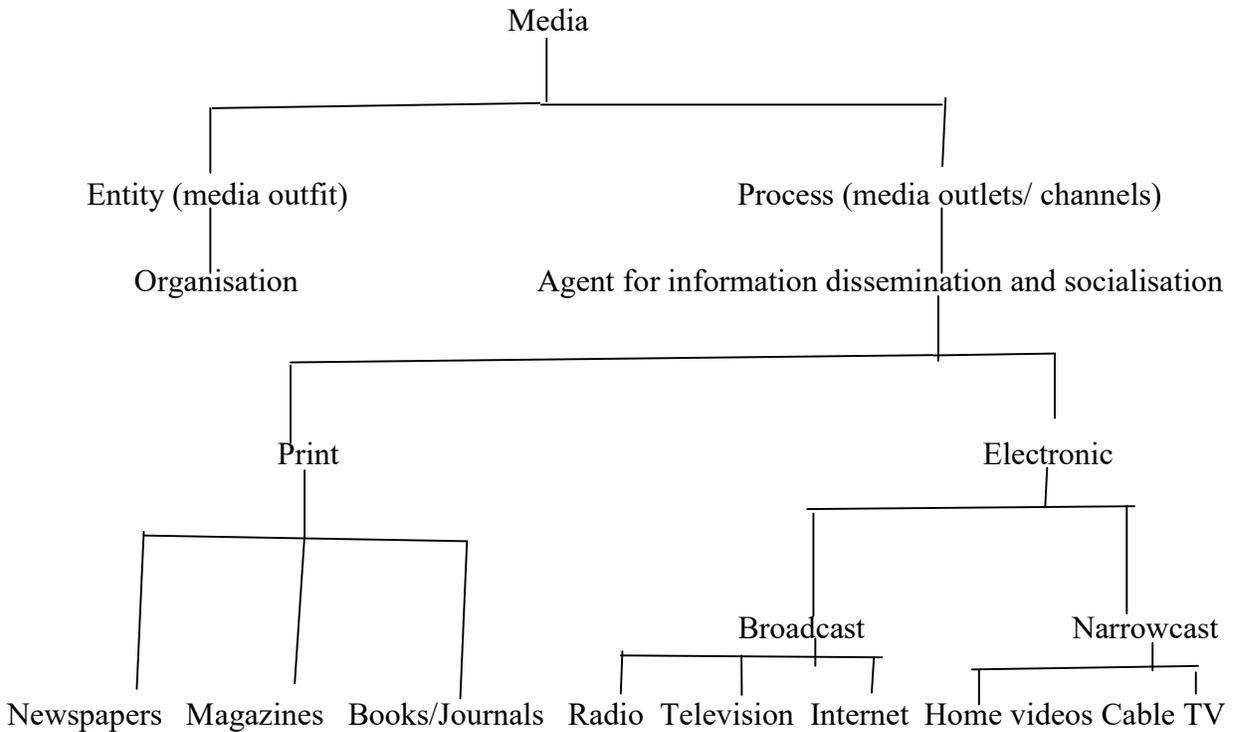 Media
Entity (media outfit) Process (media outlets/ channels)
Organisation Agent for information dissemination and socialisation
Print Electronic
Broadcast Narrowcast
Newspapers Magazines Books/Journals Radio Television Internet Home videos Cable TV